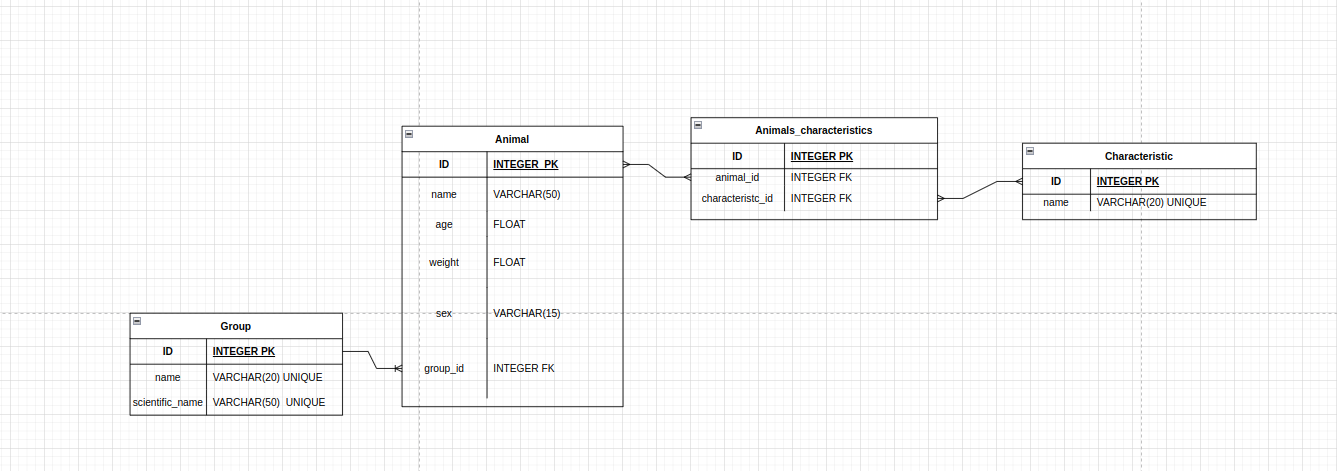 Animal
ID INTEGER PK
name VARCHAR(50)
age FLOAT
weight FLOAT
sex VARCHAR(15)
group_id INTEGER FK
Animals_characteristics
ID INTEGER PK
animal_id INTEGER FK
characteristc_id INTEGER FK
Characteristic
ID INTEGER PK
name VARCHAR(20) UNIQUE
Group
ID INTEGER PK
name VARCHAR(20) UNIQUE
scientific_name VARCHAR(50) UNIQUE